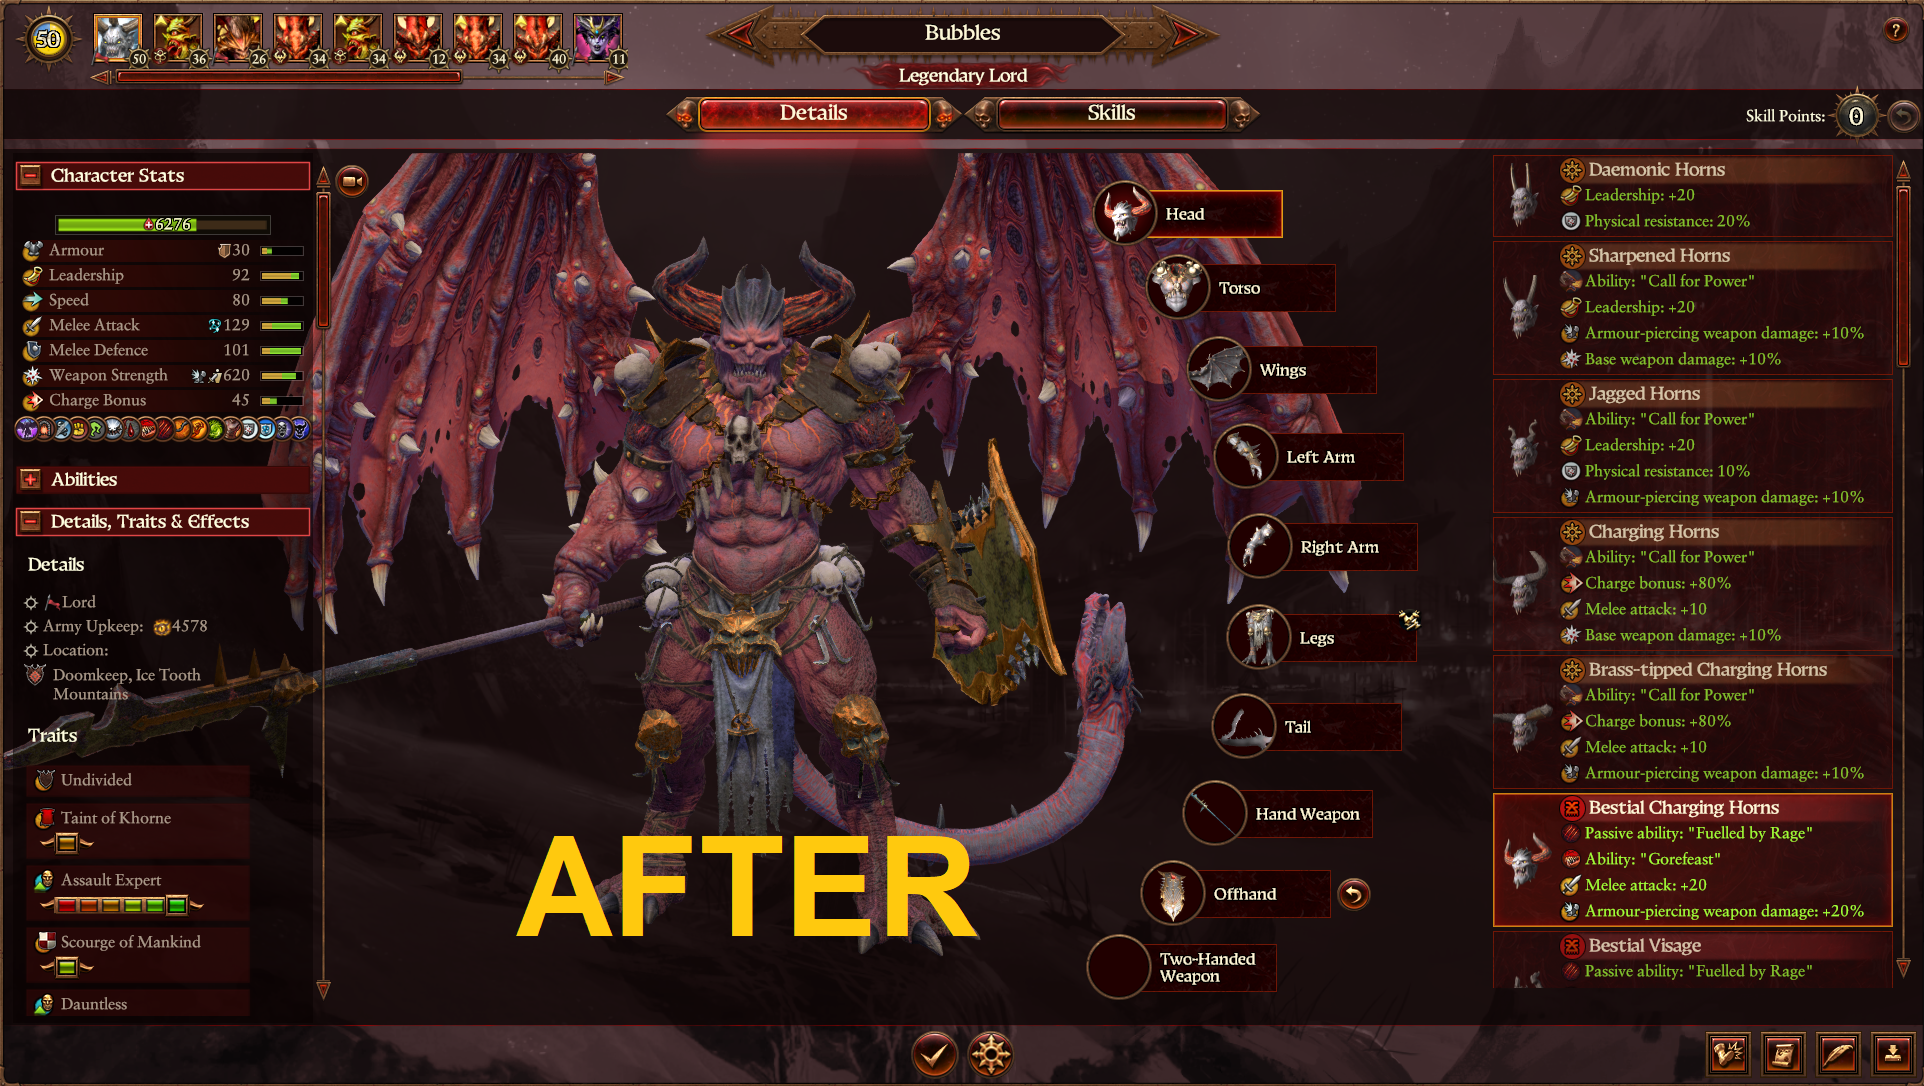 50
50
36
26
34
34
12
34
40
11
Bubbles
Legendary Lord
?
Details
Skills
Skill Points:
0
Character Stats
6276
Armour 30
Leadership 92
Speed 80
Melee Attack 129
Melee Defence 101
Weapon Strength 620
Charge Bonus 45
Abilities
Details, Traits & Effects
Details
Lord
Army Upkeep: 4578
Location:
Doomkeep, Ice Tooth
Mountains
Traits
Undivided
Taint of Khorne
Assault Expert
Scourge of Mankind
Dauntless
Head
Torso
Wings
Left Arm
Right Arm
Legs
Tail
Hand Weapon
Offhand
Two-Handed
Weapon
AFTER
Daemonic Horns
Leadership: +20
Physical resistance: 20%
Sharpened Horns
Ability: "Call for Power"
Leadership: +20
Armour-piercing weapon damage: +10%
Base weapon damage: +10%
Jagged Horns
Ability: "Call for Power"
Leadership: +20
Physical resistance: 10%
Armour-piercing weapon damage: +10%
Charging Horns
Ability: "Call for Power"
Charge bonus: +80%
Melee attack: +10
Base weapon damage: +10%
Brass-tipped Charging Horns
Ability: "Call for Power"
Charge bonus: +80%
Melee attack: +10
Armour-piercing weapon damage: +10%
Bestial Charging Horns
Passive ability: "Fuelled by Rage"
Ability: "Gorefeast"
Melee attack: +20
Armour-piercing weapon damage: +20%
Bestial Visage
Passive ability: "Fuelled by Rage"